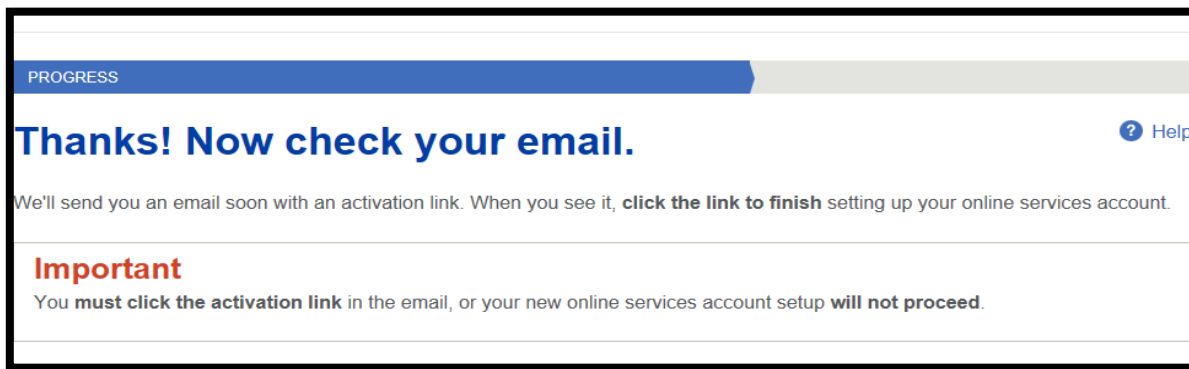 PROGRESS
Thanks! Now check your email.
? Help
We'll send you an email soon with an activation link. When you see it, click the link to finish setting up your online services account.
Important
You must click the activation link in the email, or your new online services account setup will not proceed.